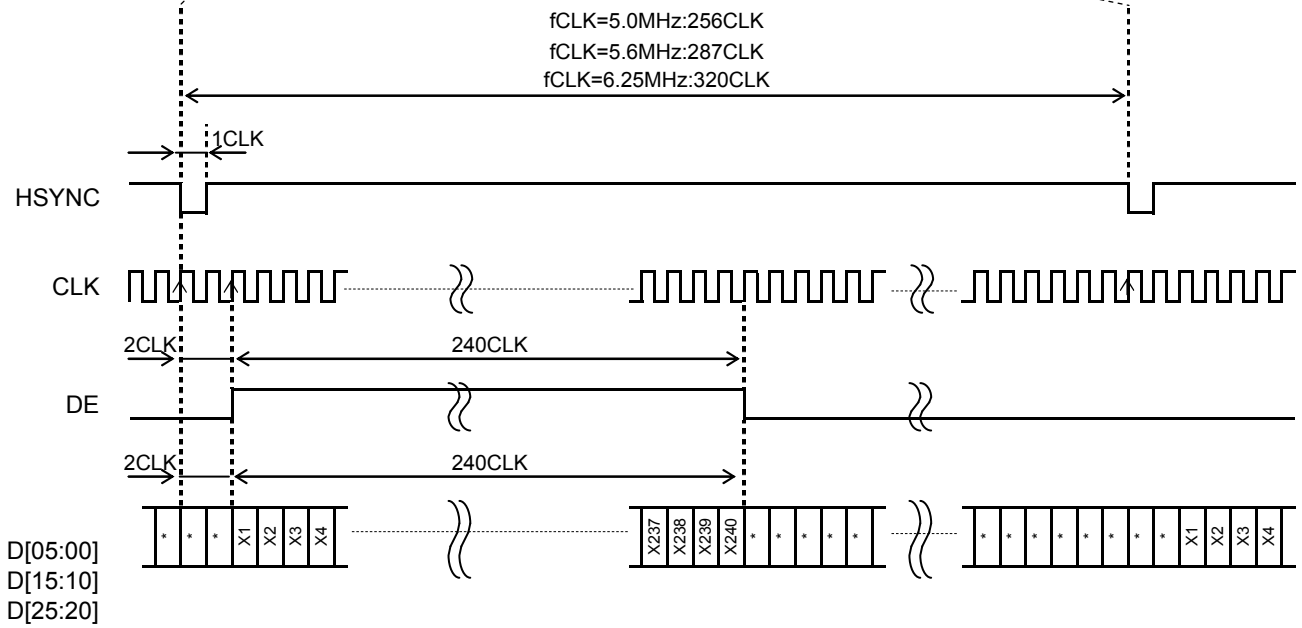 fCLK=5.0MHz:256CLK
fCLK=5.6MHz:287CLK
fCLK=6.25MHz:320CLK
1CLK
HSYNC
CLK
2CLK 240CLK
DE
2CLK 240CLK
* * * X1 X2 X3 X4 X237 X238 X239 X240 * * * * * * * * * * * * * X1 X2 X3 X4
D[05:00]
D[15:10]
D[25:20]